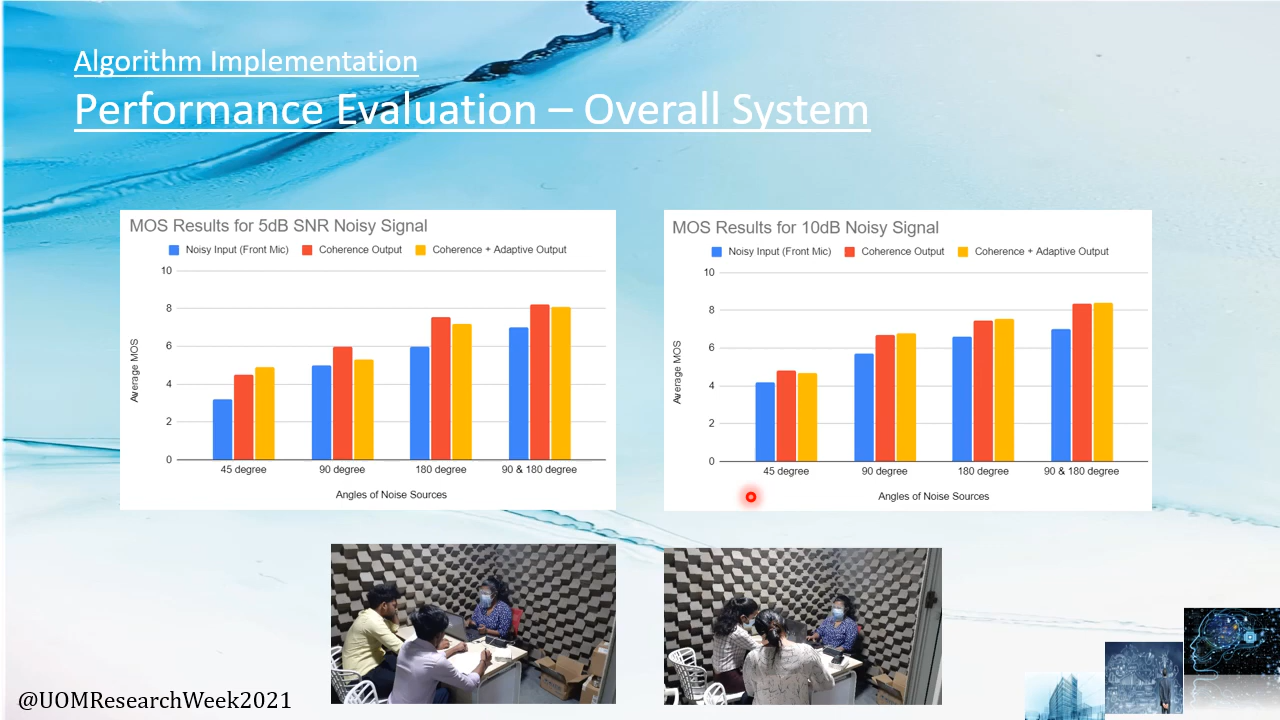 Algorithm Implementation
Performance Evaluation – Overall System
MOS Results for 5dB SNR Noisy Signal
Noisy Input (Front Mic) Coherence Output Coherence + Adaptive Output
10
8
6
4
2
0
Average MOS
45 degree 90 degree 180 degree 90 & 180 degree
Angles of Noise Sources
MOS Results for 10dB Noisy Signal
Noisy Input (Front Mic) Coherence Output Coherence + Adaptive Output
10
8
6
4
2
0
Average MOS
45 degree 90 degree 180 degree 90 & 180 degree
Angles of Noise Sources
@UOMResearchWeek2021